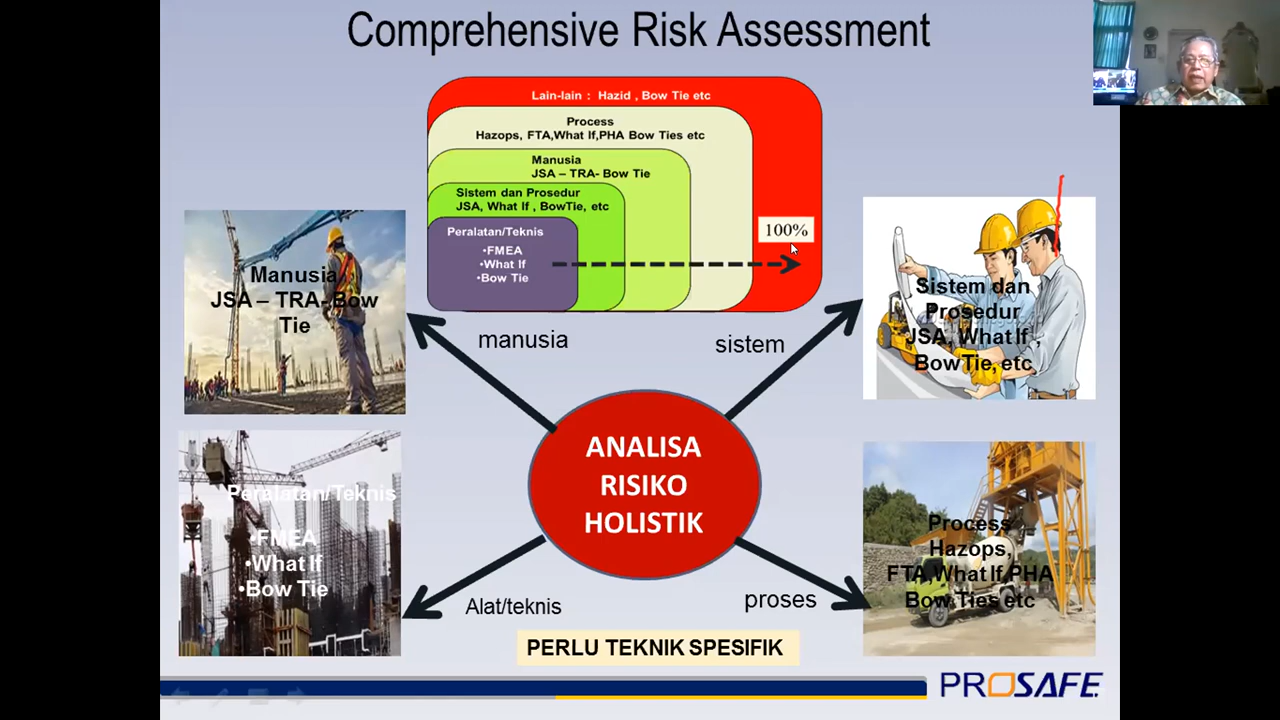 Comprehensive Risk Assessment
Lain-lain : Hazid , Bow Tie etc
Process
Hazops, FTA,What If,PHA Bow Ties etc
Manusia
JSA – TRA- Bow Tie
Sistem dan Prosedur
JSA, What If , BowTie, etc
Peralatan/Teknis
•FMEA
•What If
•Bow Tie
100%
Manusia
JSA – TRA- Bow
Tie
manusia
sistem
Sistem dan
Prosedur
JSA, What If ,
BowTie, etc
ANALISA
RISIKO
HOLISTIK
Peralatan/Teknis
•FMEA
•What If
•Bow Tie
Alat/teknis
proses
Process
Hazops,
FTA,What If,PHA
Bow Ties etc
PERLU TEKNIK SPESIFIK
PROSAFE.